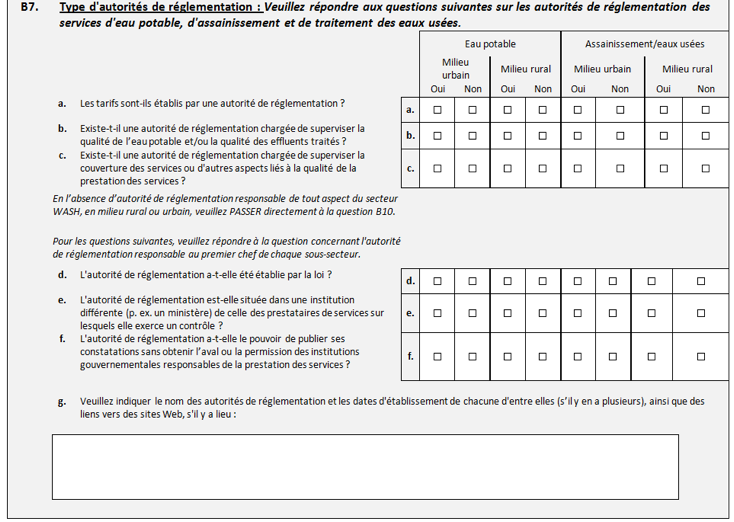 B7. Type d'autorités de réglementation : Veuillez répondre aux questions suivantes sur les autorités de réglementation des
services d'eau potable, d'assainissement et de traitement des eaux usées.
Eau potable Assainissement/eaux usées
Milieu
urbain Milieu rural Milieu urbain Milieu rural
Oui Non Oui Non Oui Non Oui Non
a. Les tarifs sont-ils établis par une autorité de réglementation ? a. ☐ ☐ ☐ ☐ ☐ ☐ ☐ ☐
b. Existe-t-il une autorité de réglementation chargée de superviser la
qualité de l'eau potable et/ou la qualité des effluents traités ? b. ☐ ☐ ☐ ☐ ☐ ☐ ☐ ☐
c. Existe-t-il une autorité de réglementation chargée de superviser la
couverture des services ou d'autres aspects liés à la qualité de la c. ☐ ☐ ☐ ☐ ☐ ☐ ☐ ☐
prestation des services ?
En l'absence d'autorité de réglementation responsable de tout aspect du secteur
WASH, en milieu rural ou urbain, veuillez PASSER directement à la question B10.
Pour les questions suivantes, veuillez répondre à la question concernant l'autorité
de réglementation responsable au premier chef de chaque sous-secteur.
d. L'autorité de réglementation a-t-elle été établie par la loi ? d. ☐ ☐ ☐ ☐ ☐ ☐ ☐ ☐
e. L'autorité de réglementation est-elle située dans une institution
différente (p. ex. un ministère) de celle des prestataires de services sur e. ☐ ☐ ☐ ☐ ☐ ☐ ☐ ☐
lesquels elle exerce un contrôle ?
f. L'autorité de réglementation a-t-elle le pouvoir de publier ses
constatations sans obtenir l'aval ou la permission des institutions f. ☐ ☐ ☐ ☐ ☐ ☐ ☐ ☐
gouvernementales responsables de la prestation des services ?
g. Veuillez indiquer le nom des autorités de réglementation et les dates d'établissement de chacune d'entre elles (s'il y en a plusieurs), ainsi que des
liens vers des sites Web, s'il y a lieu :